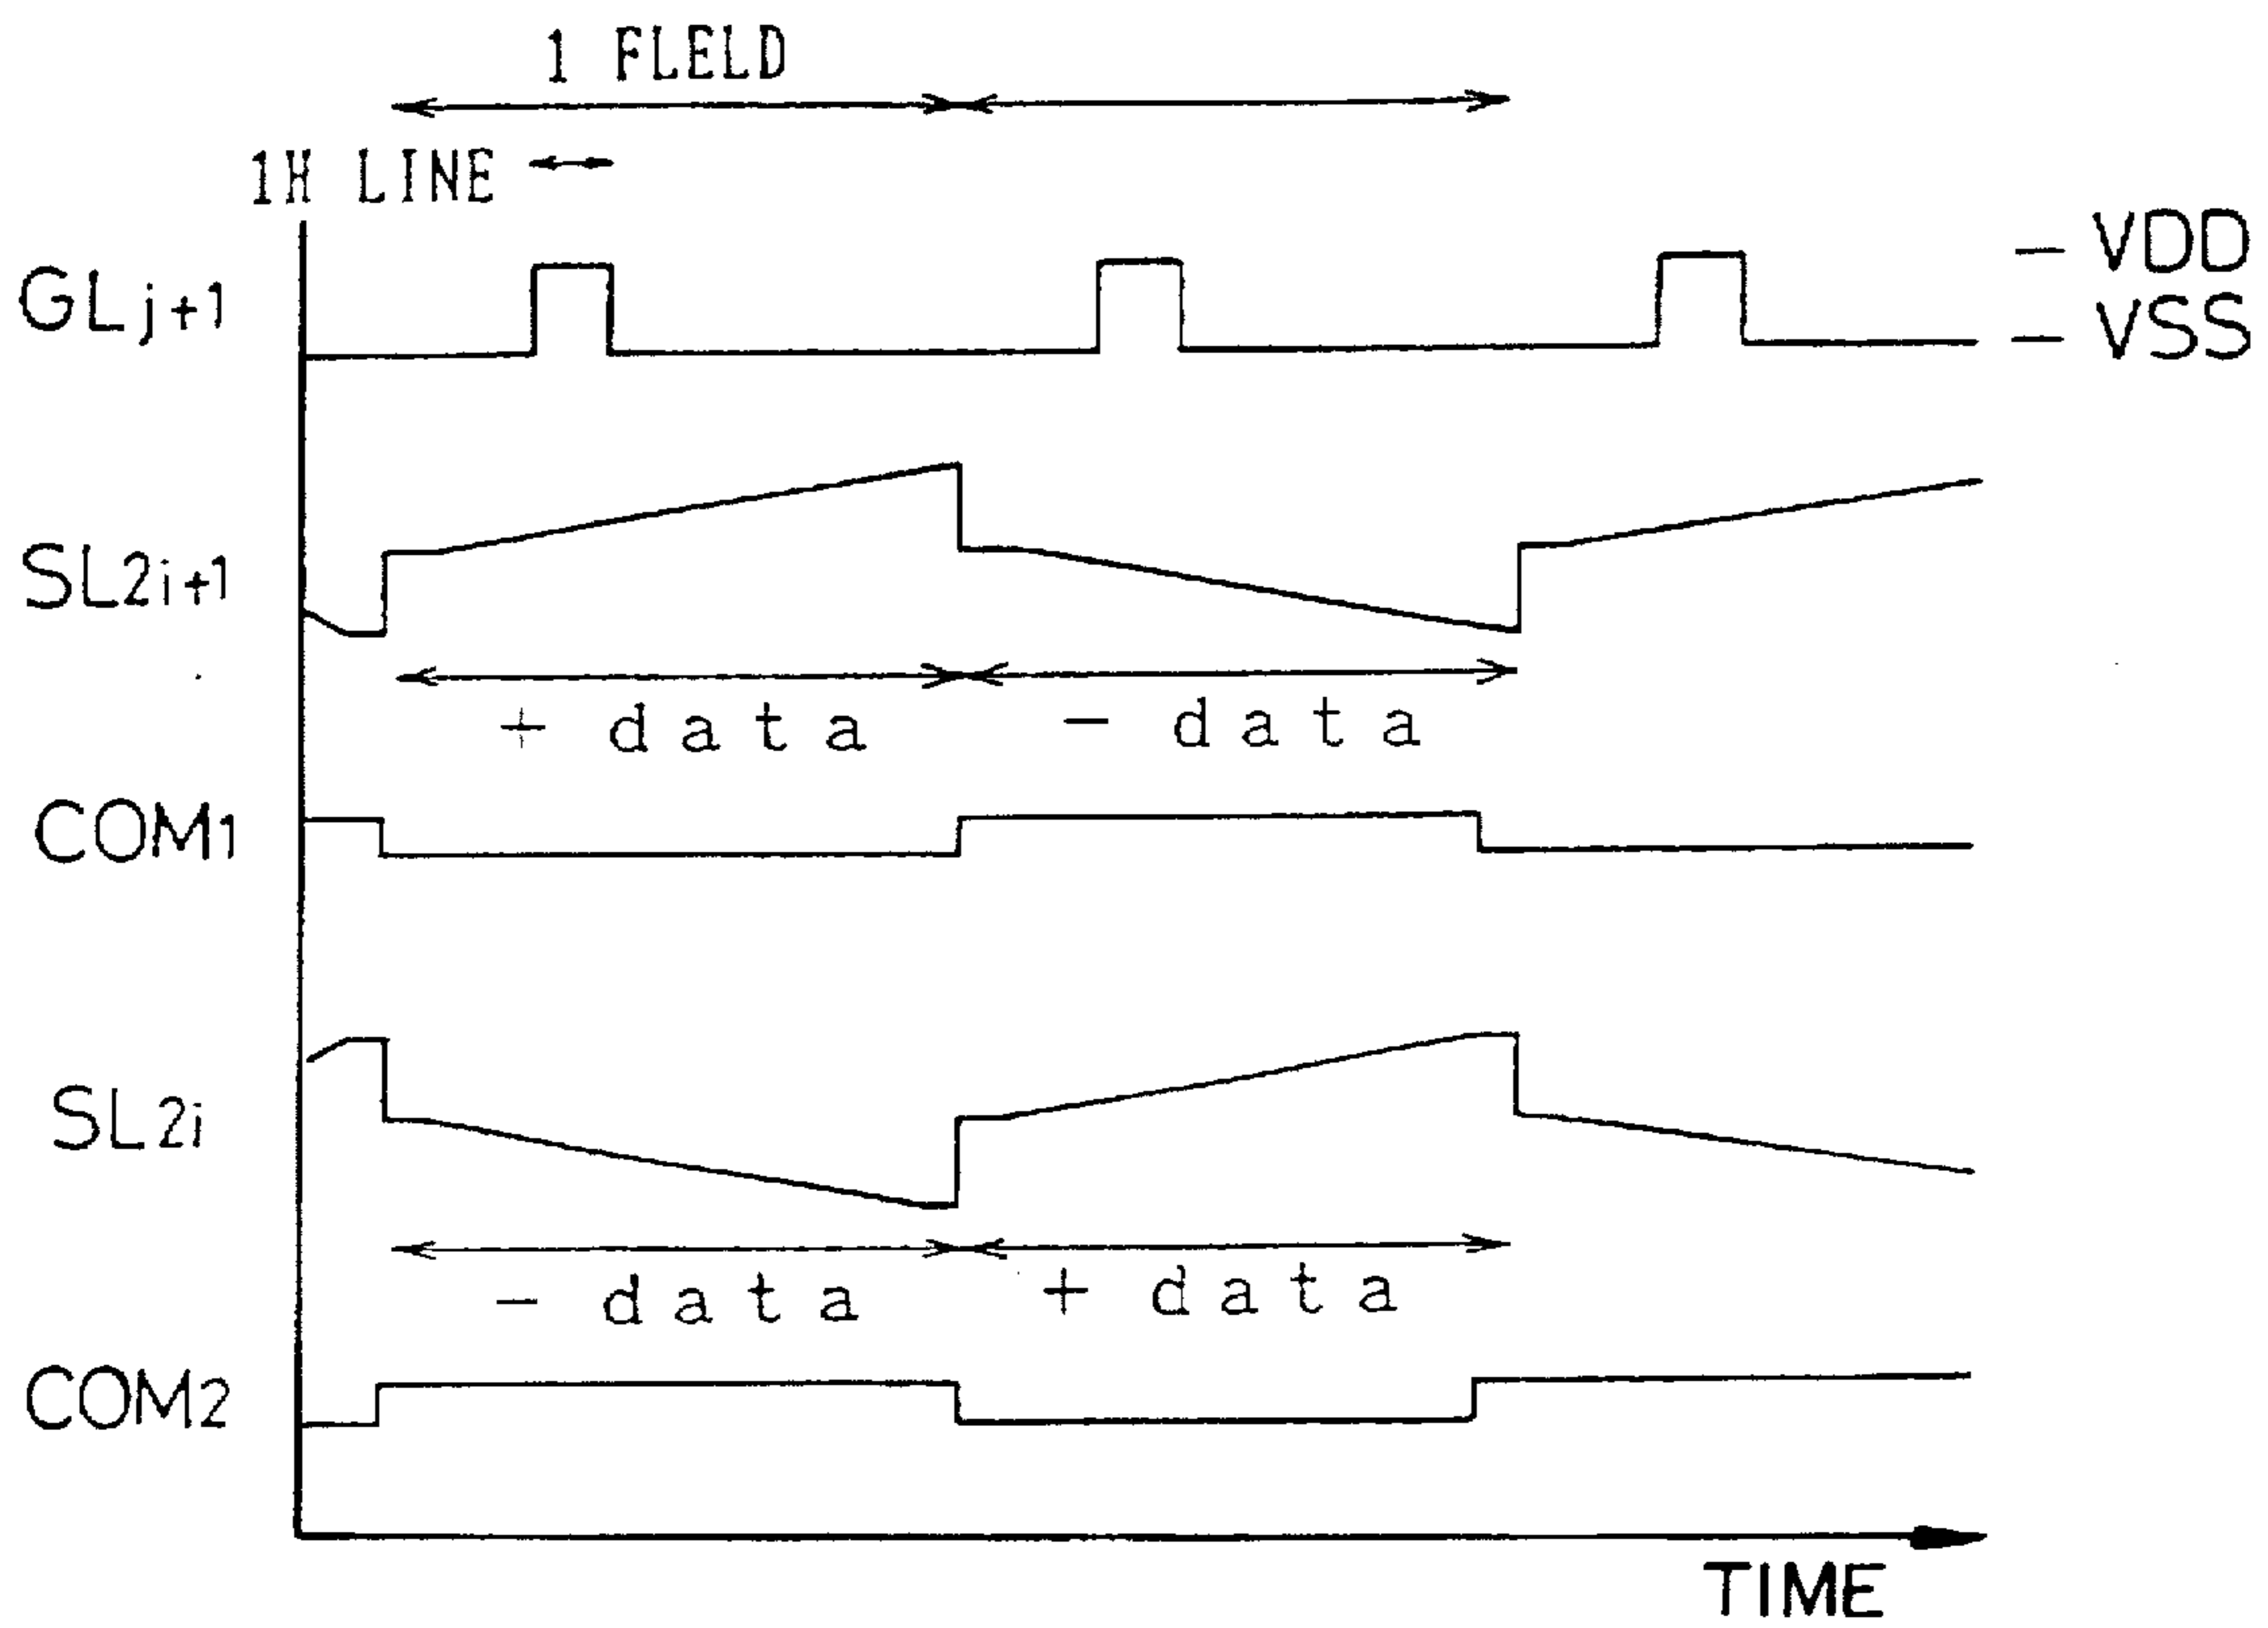 1 FLELD
1H LINE
GLj+1
- VDD
- VSS
SL2i+1
+ data
- data
COM1
SL2i
- data
+ data
COM2
TIME